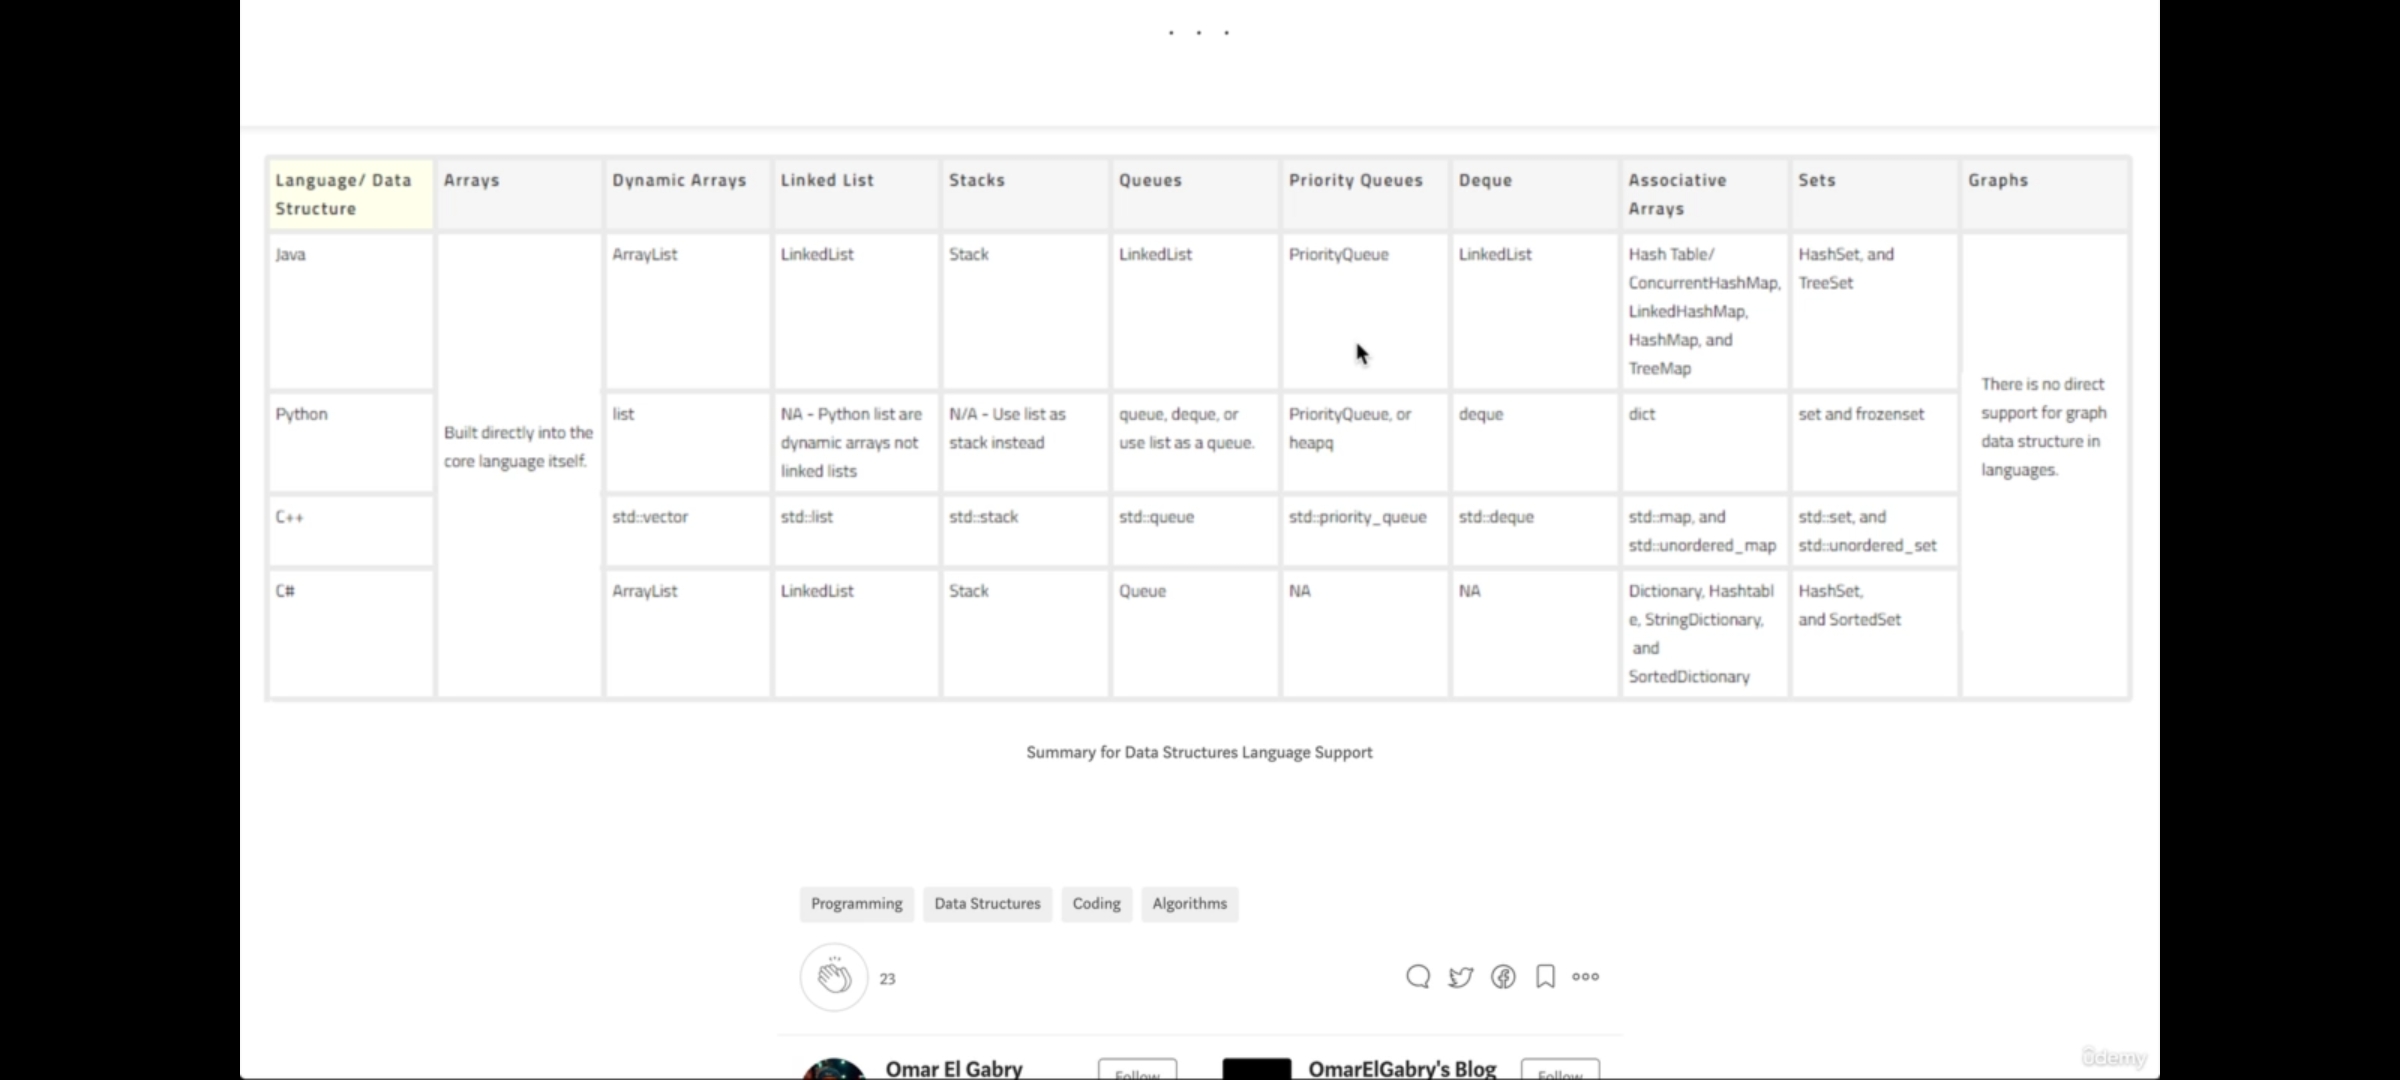 . . .
Language/ Data
Structure
Arrays
Dynamic Arrays
Linked List
Stacks
Queues
Priority Queues
Deque
Associative
Arrays
Sets
Graphs
Java
ArrayList
LinkedList
Stack
LinkedList
PriorityQueue
LinkedList
Hash Table/
ConcurrentHashMap,
LinkedHashMap,
HashMap, and
TreeMap
HashSet, and
TreeSet
Built directly into the
core language itself.
There is no direct
support for graph
data structure in
languages.
Python
list
NA - Python list are
dynamic arrays not
linked lists
N/A - Use list as
stack instead
queue, deque, or
use list as a queue.
PriorityQueue, or
heapq
deque
dict
set and frozenset
C++
std::vector
std::list
std::stack
std::queue
std::priority_queue
std::deque
std::map, and
std::unordered_map
std::set, and
std::unordered_set
C#
ArrayList
LinkedList
Stack
Queue
NA
NA
Dictionary, Hashtabl
e, StringDictionary,
and
SortedDictionary
HashSet,
and SortedSet
Summary for Data Structures Language Support
Programming
Data Structures
Coding
Algorithms
23
Omar El Gabry
Follow
OmarElGabry's Blog
Follow
ûdemy